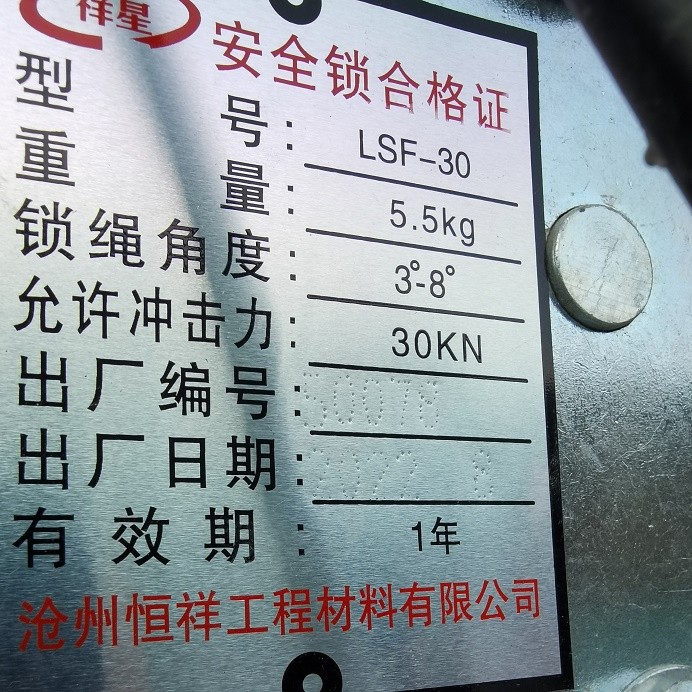 祥星
安全锁合格证
型号: LSF-30
重量: 5.5kg
锁绳角度: 3°-8°
允许冲击力: 30KN
出厂编号:
出厂日期: 2022 8
有效期: 1年
沧州恒祥工程材料有限公司